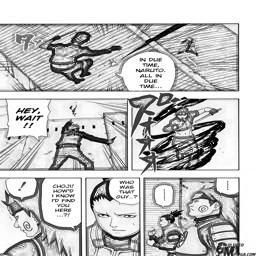 IN DUE
TIME,
NARUTO.
ALL IN
DUE
TIME...
HEY,
WAIT
!!
WHO
WAS THAT
GUY..?
CHOJI!
HOW'D
I KNOW
I'D FIND
YOU HERE
...?!
!
!